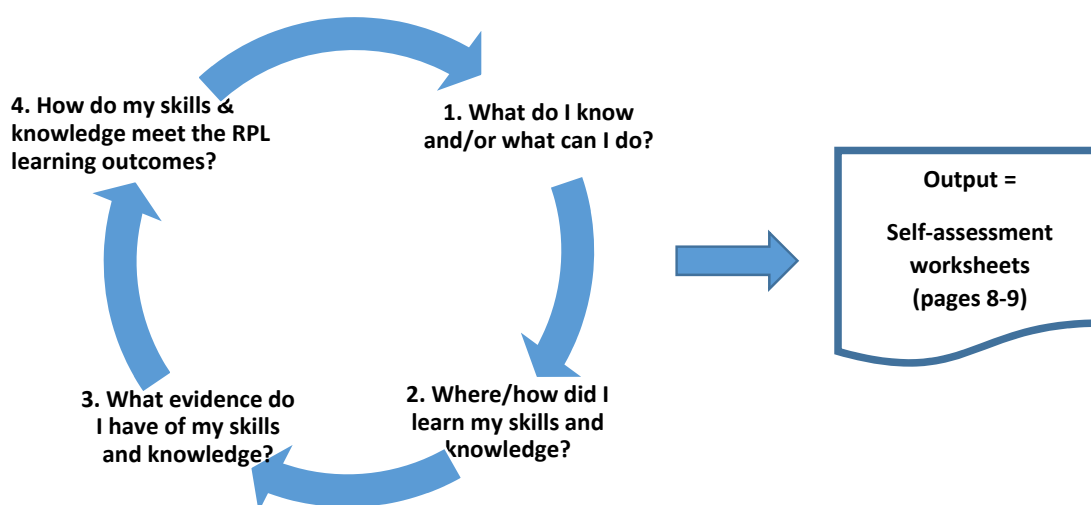 4. How do my skills &
knowledge meet the RPL
learning outcomes?
1. What do I know
and/or what can I do?
2. Where/how did I
learn my skills and
knowledge?
3. What evidence do
I have of my skills
and knowledge?
Output =
Self-assessment
worksheets
(pages 8-9)